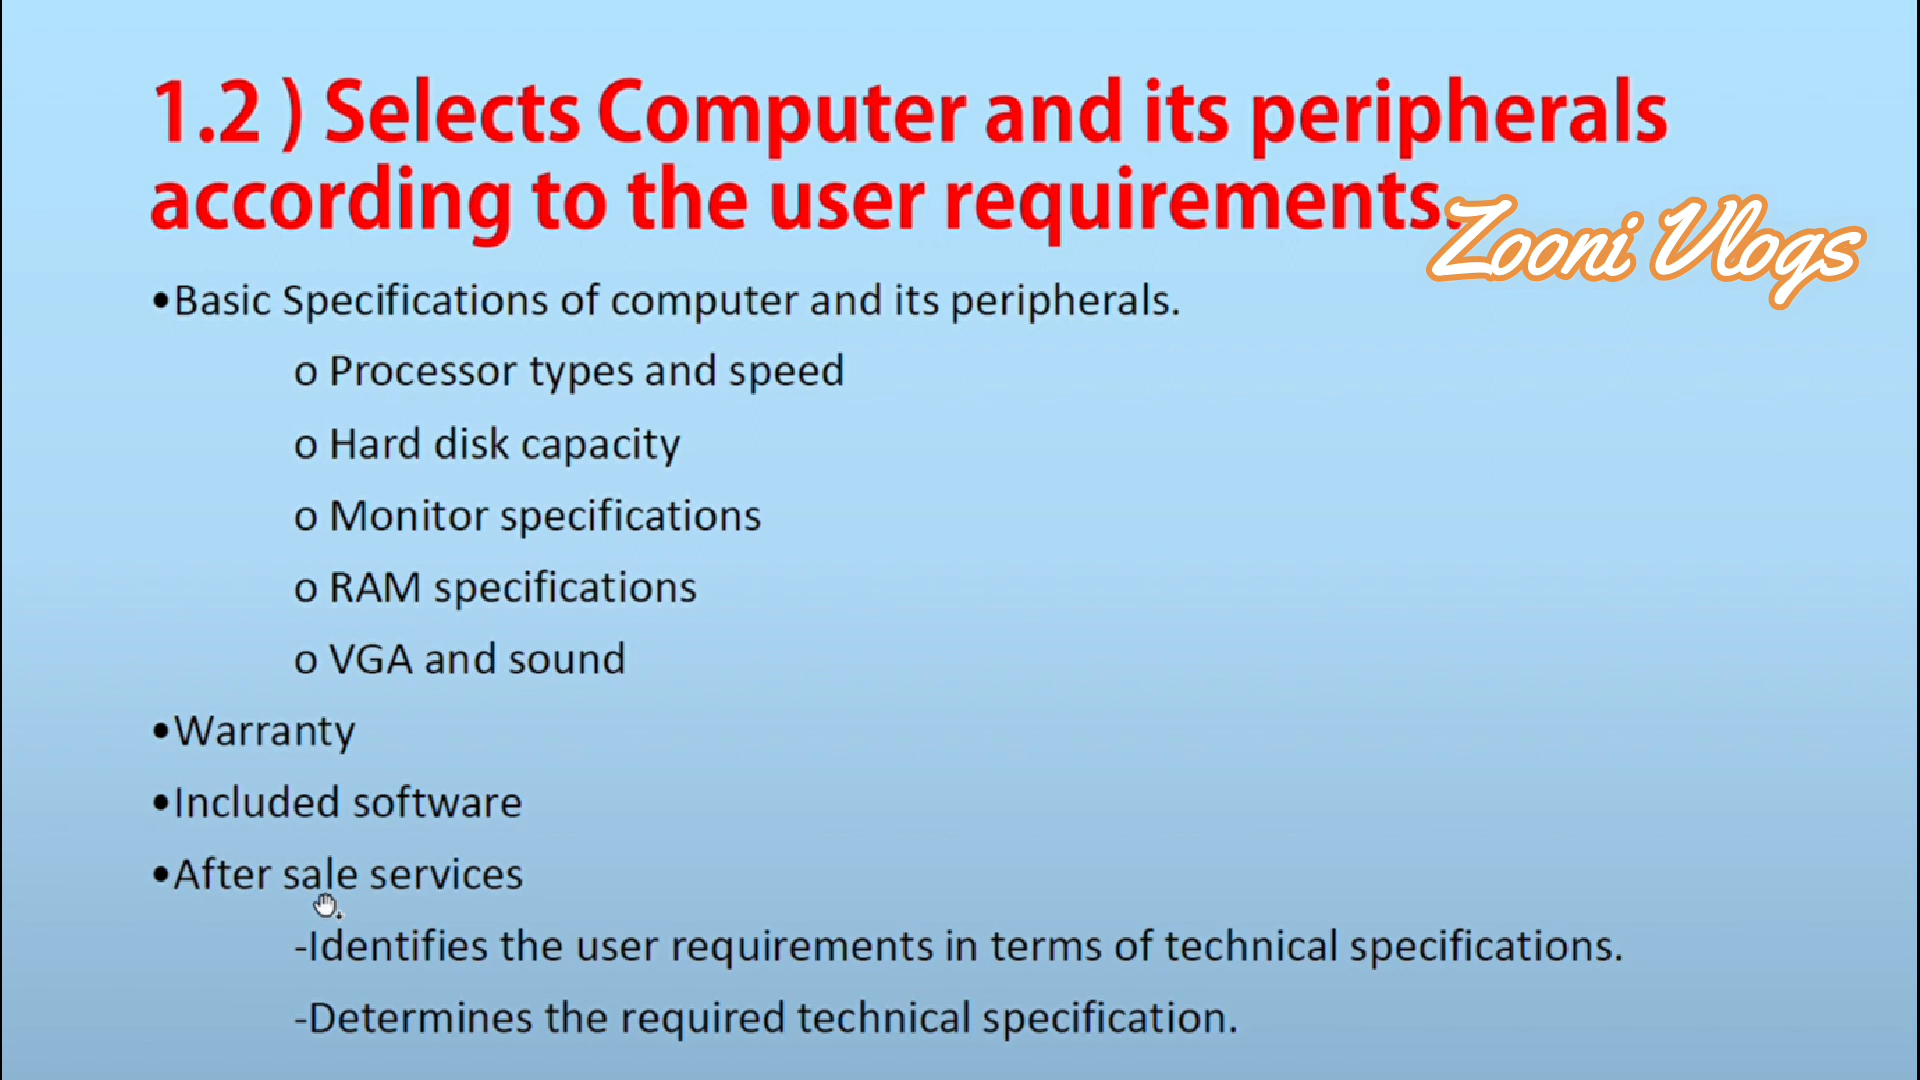 1.2 ) Selects Computer and its peripherals
according to the user requirements.
Zooni Vlogs
•Basic Specifications of computer and its peripherals.
o Processor types and speed
o Hard disk capacity
o Monitor specifications
o RAM specifications
o VGA and sound
•Warranty
•Included software
•After sale services
-Identifies the user requirements in terms of technical specifications.
-Determines the required technical specification.